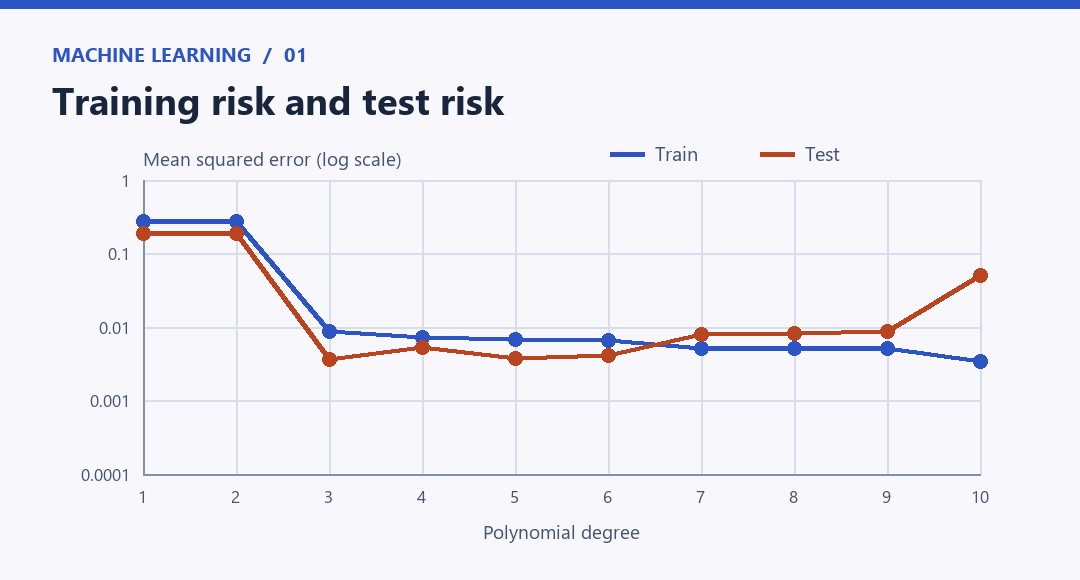 MACHINE LEARNING / 01
Training risk and test risk
Mean squared error (log scale)
Train
Test
1
0.1
0.01
0.001
0.0001
1 2 3 4 5 6 7 8 9 10
Polynomial degree